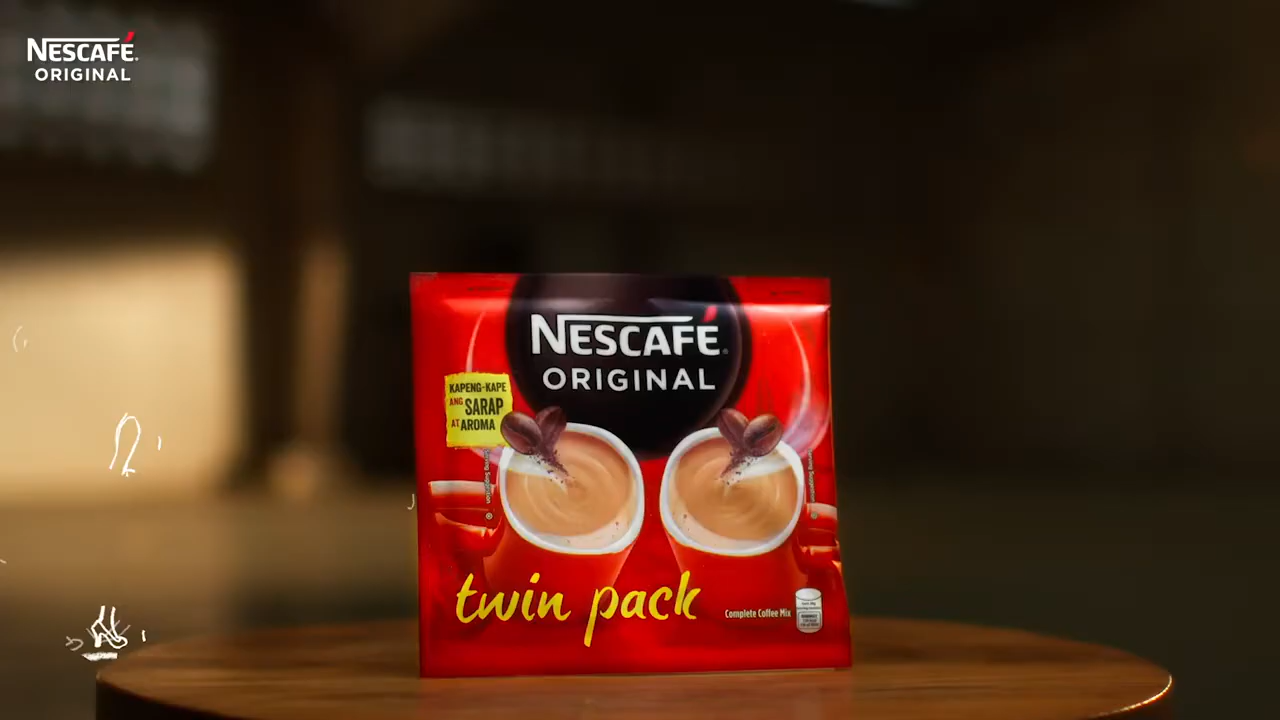 NESCAFÉ
ORIGINAL
NESCAFÉ
ORIGINAL
KAPENG-KAPE
ANG SARAP
AT AROMA
twin pack
Complete Coffee Mix